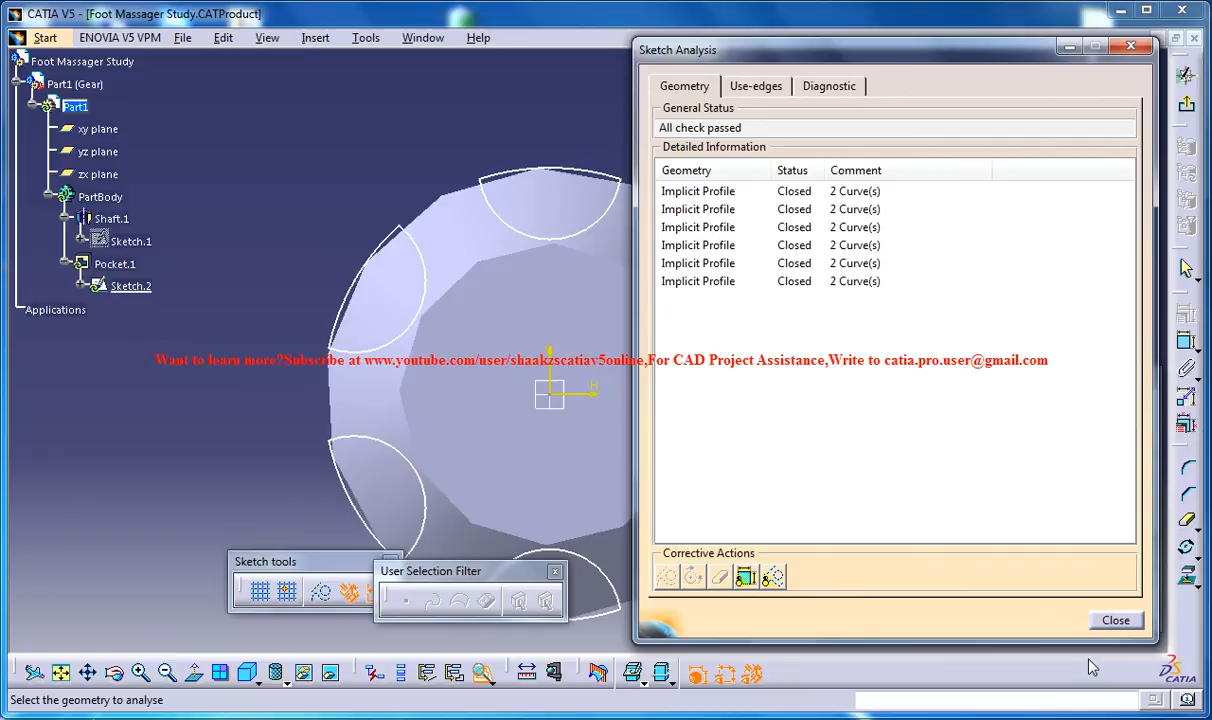 CATIA V5 - [Foot Massager Study.CATProduct]
Start ENOVIA V5 VPM File Edit View Insert Tools Window Help
Foot Massager Study
Part1 (Gear)
Part1
xy plane
yz plane
zx plane
PartBody
Shaft.1
Sketch.1
Pocket.1
Sketch.2
Applications
Sketch Analysis
Geometry Use-edges Diagnostic
General Status
All check passed
Detailed Information
Geometry Status Comment
Implicit Profile Closed 2 Curve(s)
Implicit Profile Closed 2 Curve(s)
Implicit Profile Closed 2 Curve(s)
Implicit Profile Closed 2 Curve(s)
Implicit Profile Closed 2 Curve(s)
Implicit Profile Closed 2 Curve(s)
Want to learn more?Subscribe at www.youtube.com/user/shaakzscatiav5online,For CAD Project Assistance,Write to catia.pro.user@gmail.com
H
Sketch tools
User Selection Filter
Corrective Actions
Close
CATIA
Select the geometry to analyse